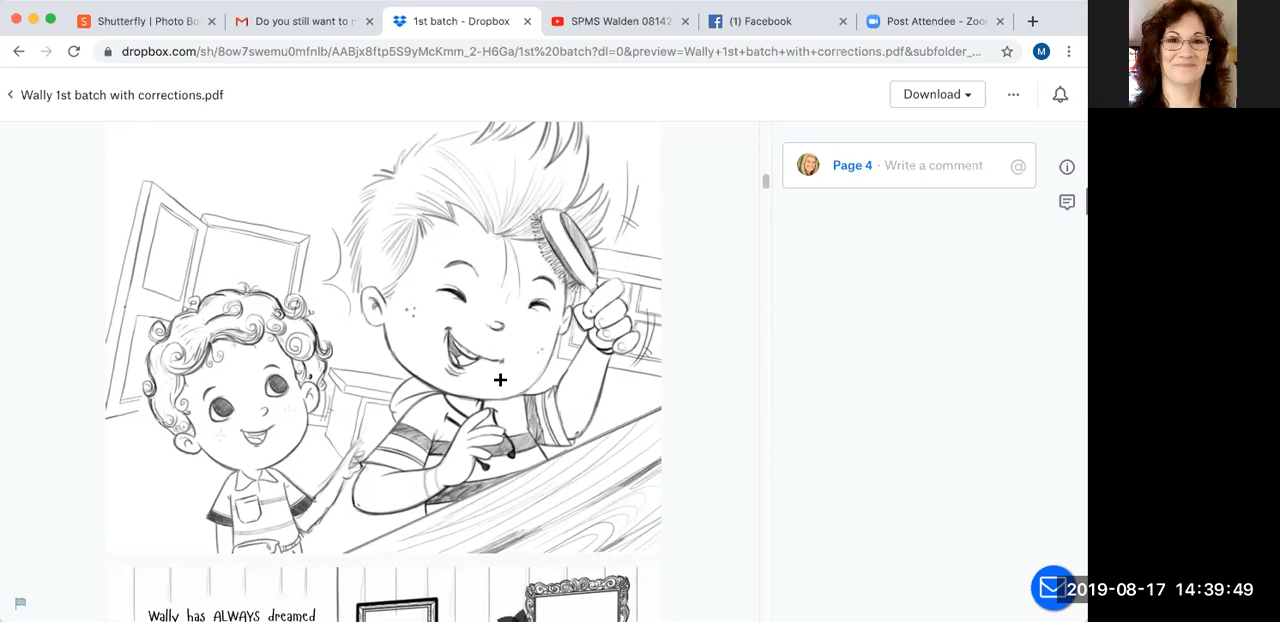 Shutterfly | Photo Bo
Do you still want to r
1st batch - Dropbox
SPMS Walden 08142
(1) Facebook
Post Attendee - Zoo
dropbox.com/sh/8ow7swemu0mfnlb/AABjx8ftp5S9yMcKmm_2-H6Ga/1st%20batch?dl=0&preview=Wally+1st+batch+with+corrections.pdf&subfolder_...
M
Wally 1st batch with corrections.pdf
Download
Page 4 · Write a comment @
Wally has ALWAYS dreamed
2019-08-17 14:39:49